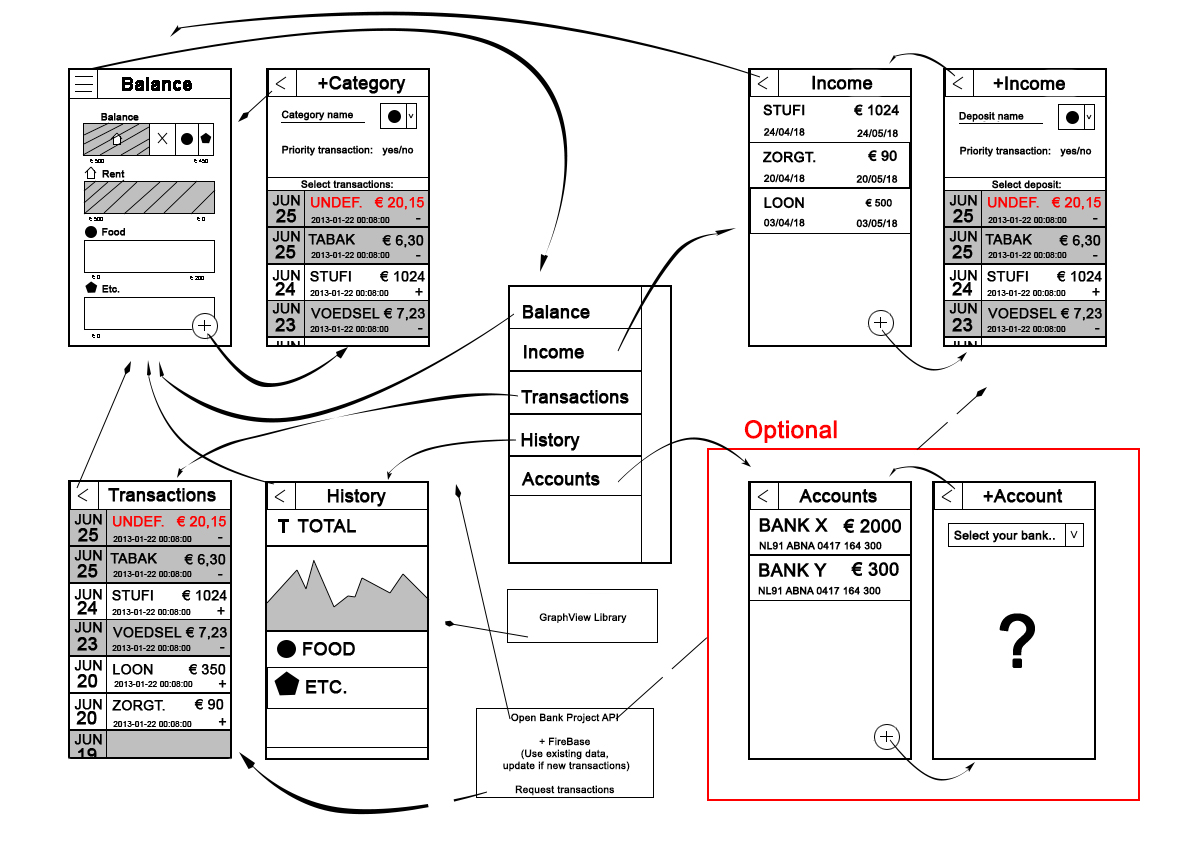 Balance
Balance
X
€ 500
€ 450
Rent
€ 500
€ 0
Food
€ 0
€ 200
Etc.
€ 0
+
< +Category
Category name
v
Priority transaction: yes/no
Select transactions:
JUN 25 UNDEF. € 20,15
2013-01-22 00:08:00 -
JUN 25 TABAK € 6,30
2013-01-22 00:08:00 -
JUN 24 STUFI € 1024
2013-01-22 00:08:00 +
JUN 23 VOEDSEL € 7,23
2013-01-22 00:08:00 -
JUN
Balance
Income
Transactions
History
Accounts
< Income
STUFI € 1024
24/04/18 24/05/18
ZORGT. € 90
20/04/18 20/05/18
LOON € 500
03/04/18 03/05/18
+
< +Income
Deposit name
v
Priority transaction: yes/no
Select deposit:
JUN 25 UNDEF. € 20,15
2013-01-22 00:08:00 -
JUN 25 TABAK € 6,30
2013-01-22 00:08:00 -
JUN 24 STUFI € 1024
2013-01-22 00:08:00 +
JUN 23 VOEDSEL € 7,23
2013-01-22 00:08:00 -
JUN
< Transactions
JUN 25 UNDEF. € 20,15
2013-01-22 00:08:00 -
JUN 25 TABAK € 6,30
2013-01-22 00:08:00 -
JUN 24 STUFI € 1024
2013-01-22 00:08:00 +
JUN 23 VOEDSEL € 7,23
2013-01-22 00:08:00 -
JUN 20 LOON € 350
2013-01-22 00:08:00 +
JUN 20 ZORGT. € 90
2013-01-22 00:08:00 +
JUN 19
< History
T TOTAL
FOOD
ETC.
GraphView Library
Open Bank Project API
+ FireBase
(Use existing data,
update if new transactions)
Request transactions
Optional
< Accounts
BANK X € 2000
NL91 ABNA 0417 164 300
BANK Y € 300
NL91 ABNA 0417 164 300
+
< +Account
Select your bank.. V
?